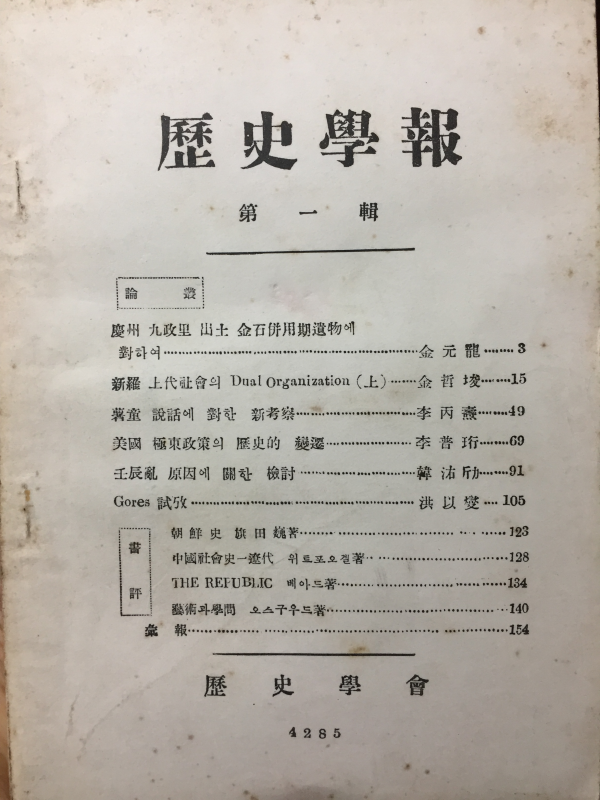 歷史學報
第一輯
論叢
慶州 九政里 出土 金石併用期遺物에
對하여 金元龍 3
新羅 上代社會의 Dual Organization (上) 金哲埈 15
薯童 說話에 對한 新考察 李丙燾 49
美國 極東政策의 歷史的 變遷 李普珩 69
壬辰亂 原因에 關한 檢討 韓㳓劤 91
Gores 試攷 洪以燮 105
書評
朝鮮史 旗田巍著 123
中國社會史—遼代 위트포오겔著 128
THE REPUBLIC 베아드著 134
藝術과學問 오스구우드著 140
彙報 154
歷史學會
4285